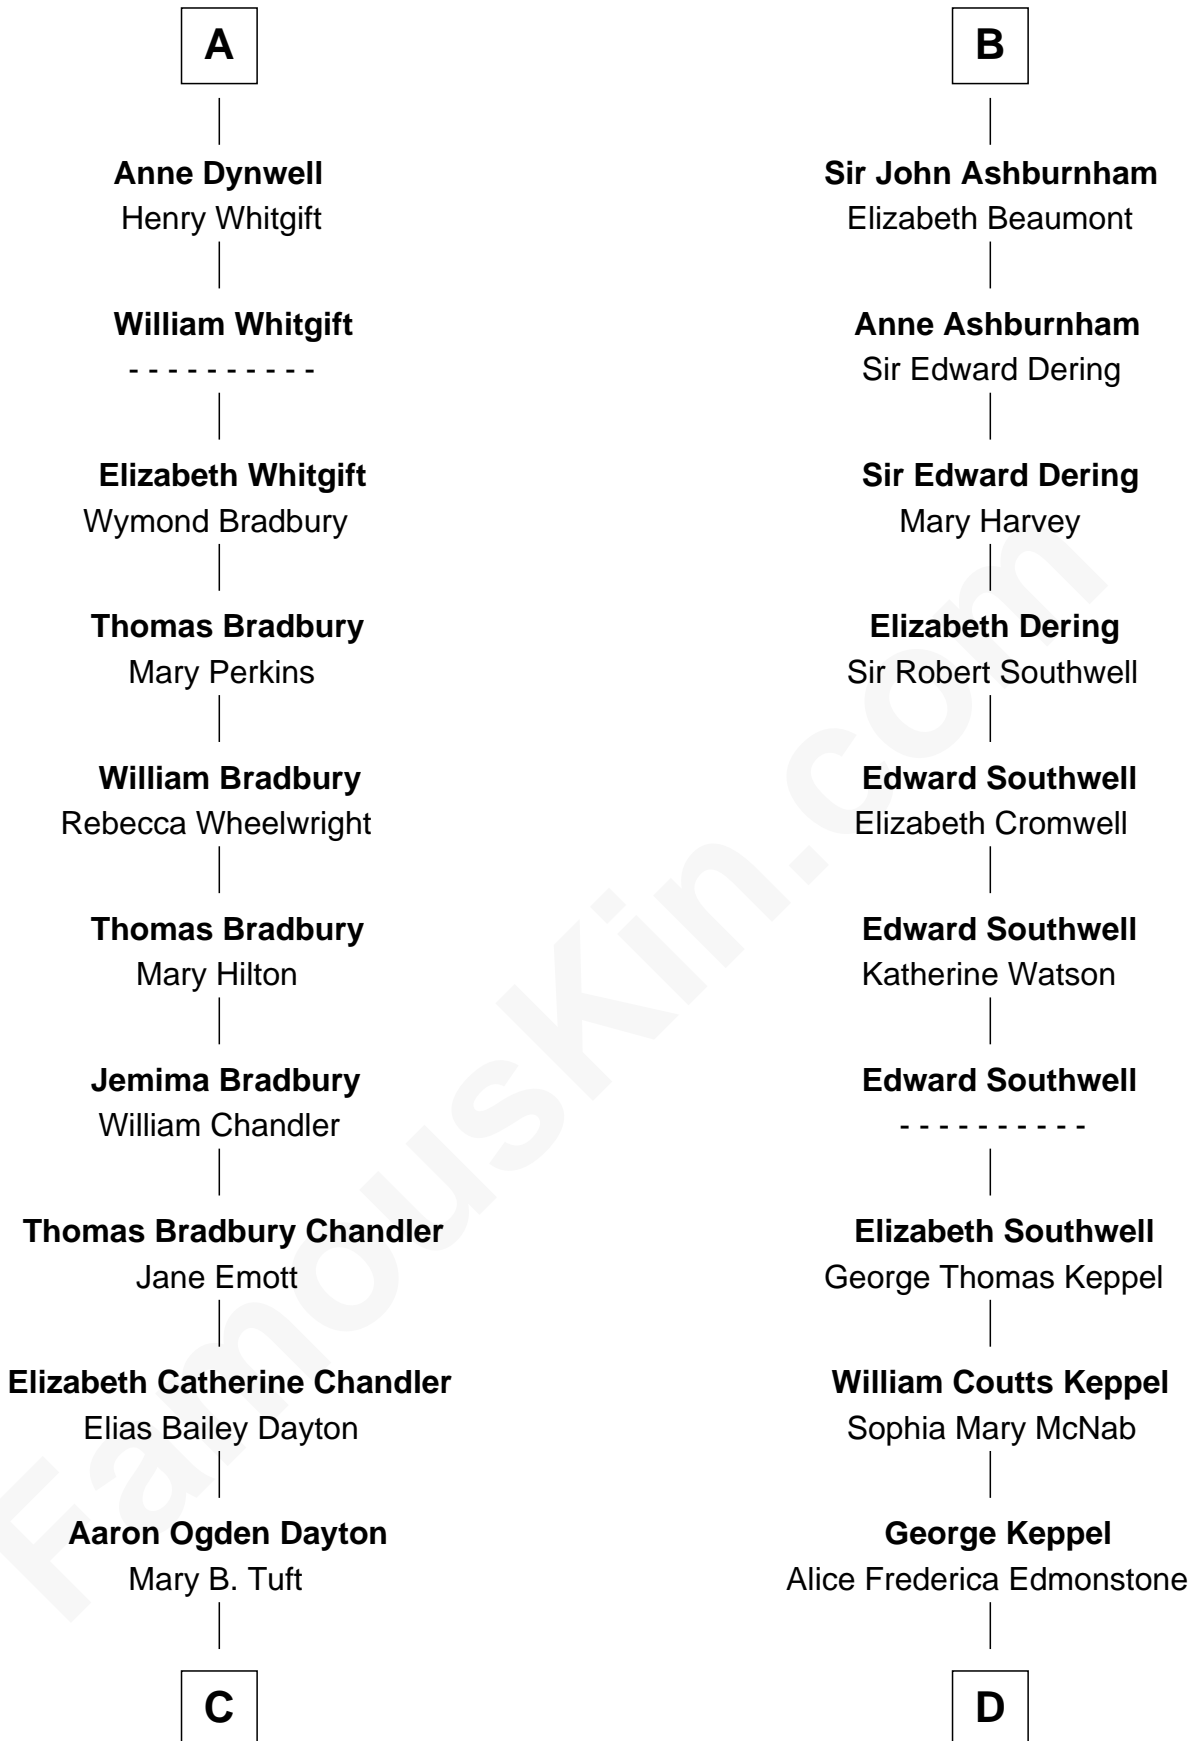 A
Anne Dynwell
Henry Whitgift
William Whitgift
- - - - - - - - - -
Elizabeth Whitgift
Wymond Bradbury
Thomas Bradbury
Mary Perkins
William Bradbury
Rebecca Wheelwright
Thomas Bradbury
Mary Hilton
Jemima Bradbury
William Chandler
Thomas Bradbury Chandler
Jane Emott
Elizabeth Catherine Chandler
Elias Bailey Dayton
Aaron Ogden Dayton
Mary B. Tuft
C
B
Sir John Ashburnham
Elizabeth Beaumont
Anne Ashburnham
Sir Edward Dering
Sir Edward Dering
Mary Harvey
Elizabeth Dering
Sir Robert Southwell
Edward Southwell
Elizabeth Cromwell
Edward Southwell
Katherine Watson
Edward Southwell
- - - - - - - - - -
Elizabeth Southwell
George Thomas Keppel
William Coutts Keppel
Sophia Mary McNab
George Keppel
Alice Frederica Edmonstone
D
FamousKin.com